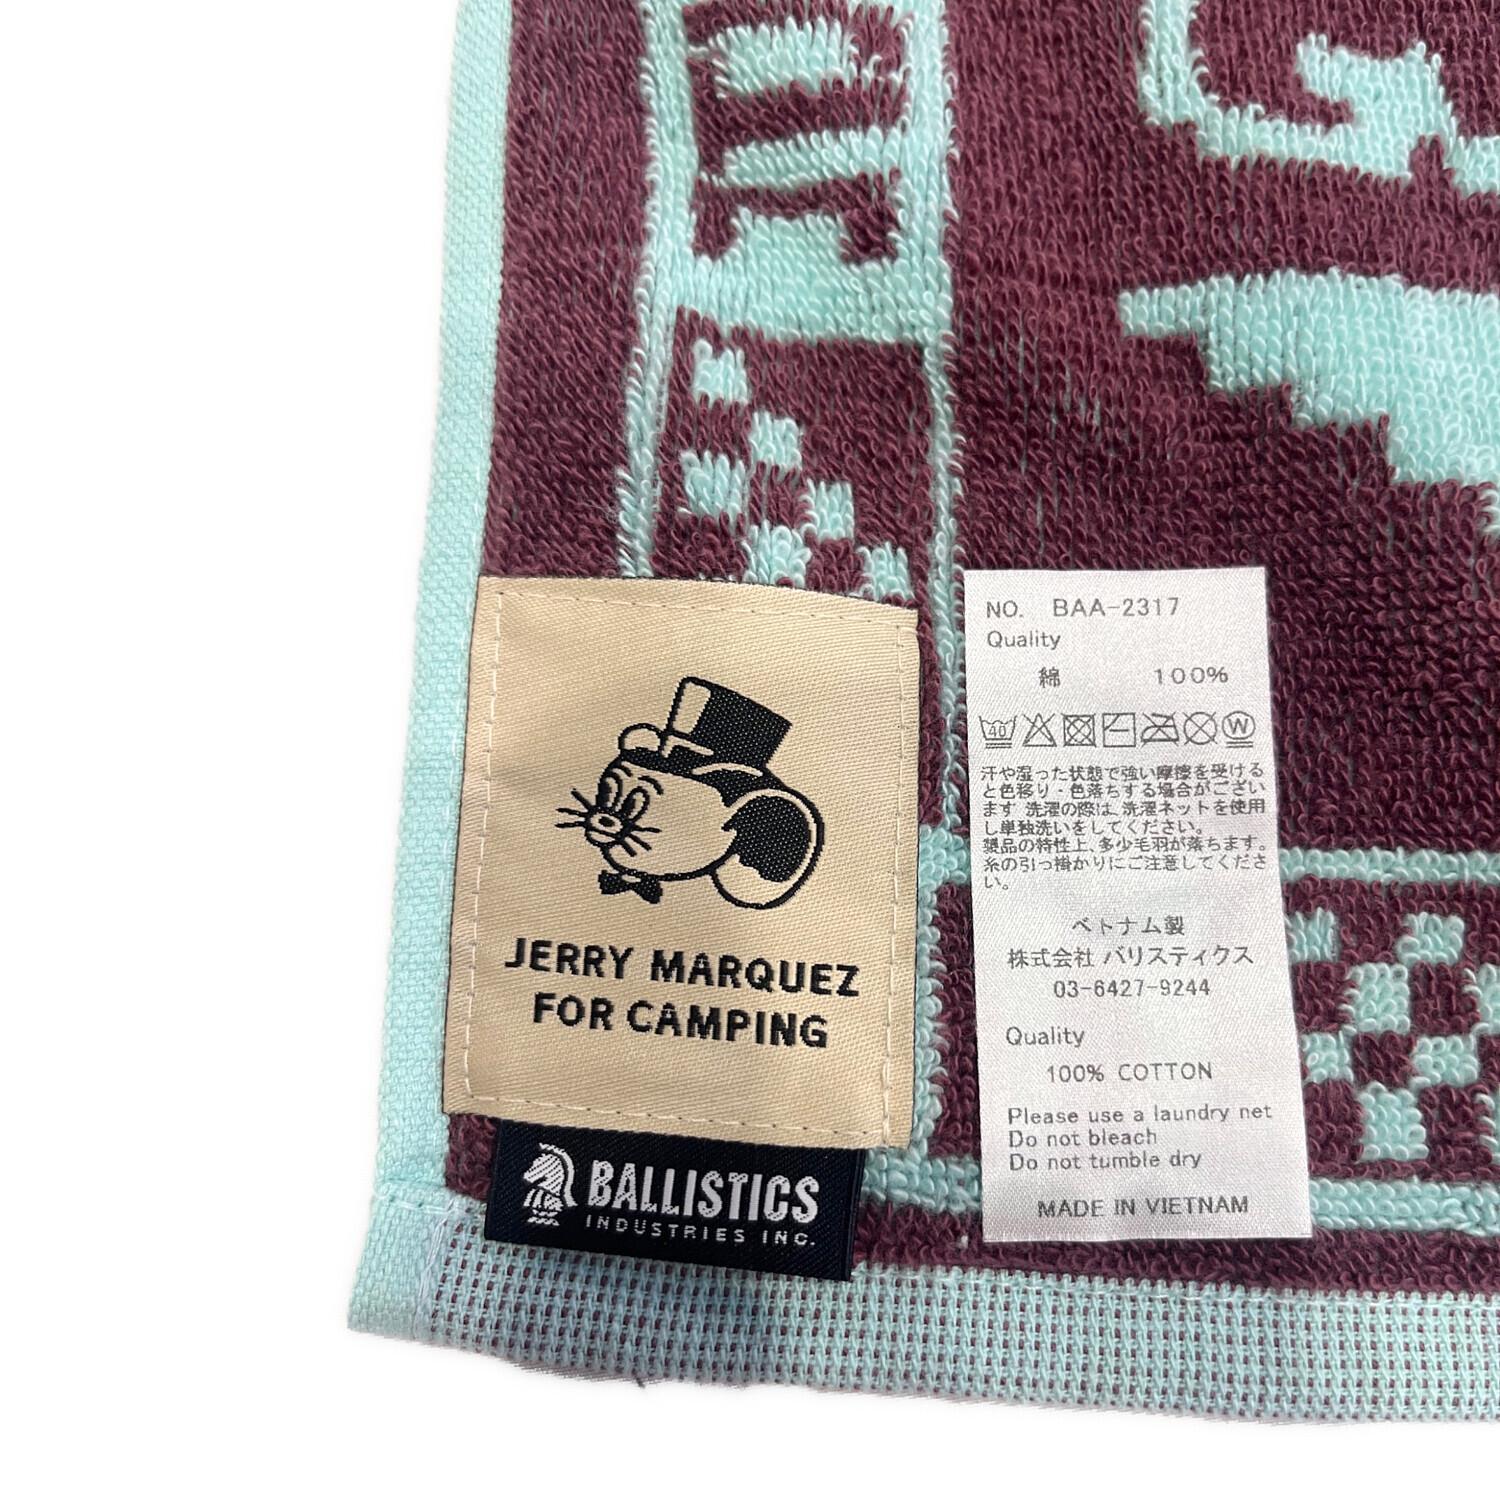 JERRY MARQUEZ
FOR CAMPING
BALLISTICS
INDUSTRIES INC.
NO. BAA-2317
Quality
綿 100%
40
W
汗や湿った状態で強い摩擦を受ける
と色移り・色落ちする場合がござい
ます 洗濯の際は、洗濯ネットを使用
し単独洗いをしてください。
製品の特性上、多少毛羽が落ちます。
糸の引っ掛かりにご注意してくださ
い。
ベトナム製
株式会社 バリスティクス
03-6427-9244
Quality
100% COTTON
Please use a laundry net
Do not bleach
Do not tumble dry
MADE IN VIETNAM